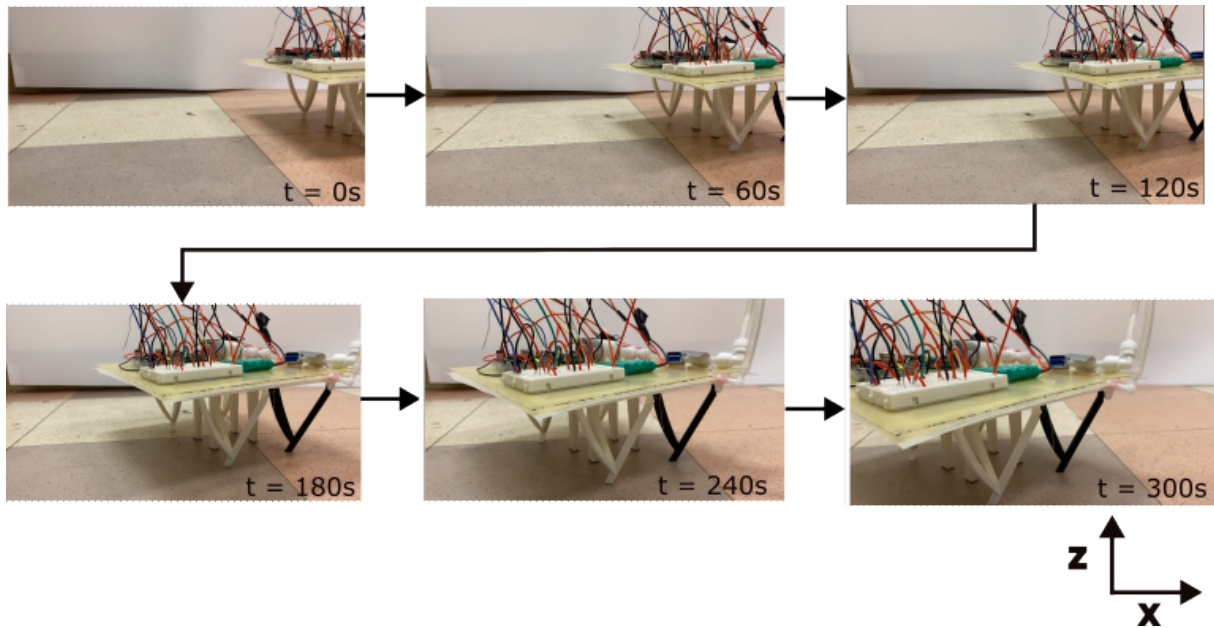 t = 0s
t = 60s
t = 120s
t = 180s
t = 240s
t = 300s
z
x